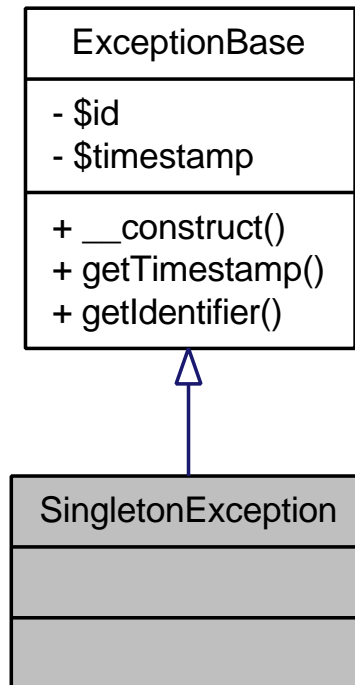 ExceptionBase
- $id
- $timestamp
+ __construct()
+ getTimestamp()
+ getIdentifier()
SingletonException